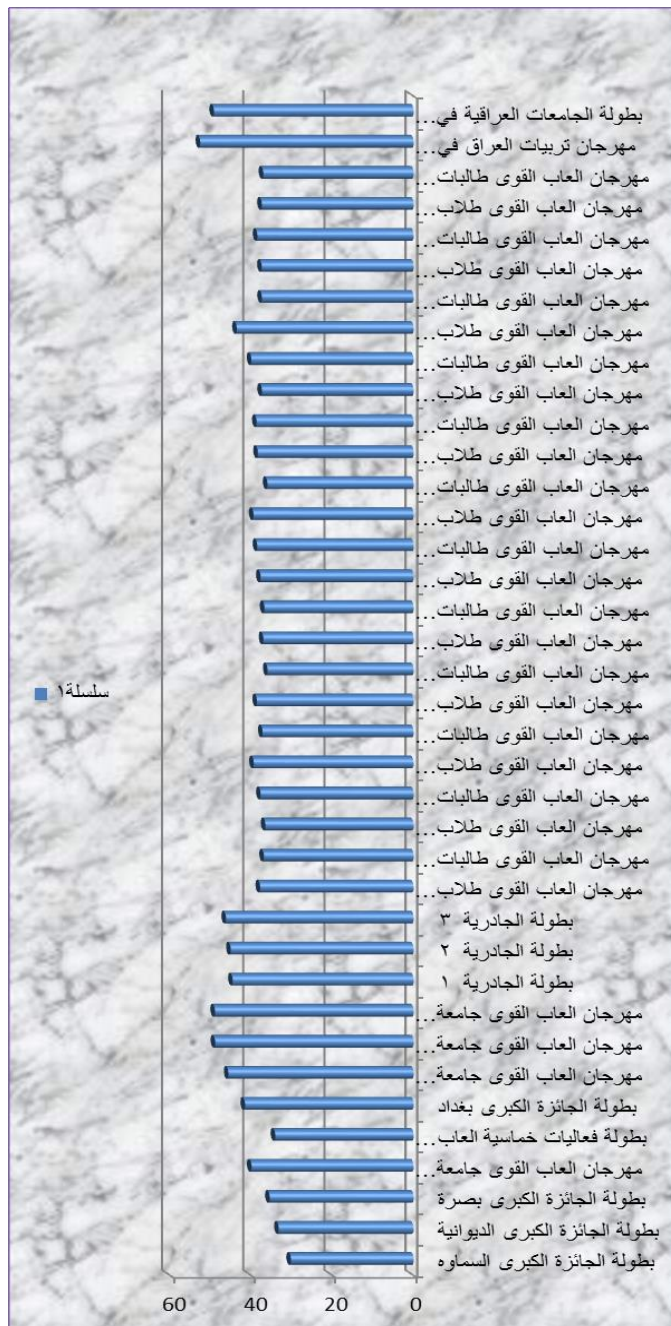 بطولة الجامعات العراقية في...
مهرجان تربيات العراق في...
مهرجان العاب القوى طالبات...
مهرجان العاب القوى طلاب...
مهرجان العاب القوى طالبات...
مهرجان العاب القوى طلاب...
مهرجان العاب القوى طالبات...
مهرجان العاب القوى طلاب...
مهرجان العاب القوى طالبات...
مهرجان العاب القوى طلاب...
مهرجان العاب القوى طالبات...
مهرجان العاب القوى طلاب...
مهرجان العاب القوى طالبات...
مهرجان العاب القوى طلاب...
مهرجان العاب القوى طالبات...
مهرجان العاب القوى طلاب...
مهرجان العاب القوى طالبات...
مهرجان العاب القوى طلاب...
مهرجان العاب القوى طالبات...
سلسلة١
مهرجان العاب القوى طلاب...
مهرجان العاب القوى طالبات...
مهرجان العاب القوى طلاب...
مهرجان العاب القوى طالبات...
مهرجان العاب القوى طلاب...
مهرجان العاب القوى طالبات...
مهرجان العاب القوى طلاب...
بطولة الجادرية ٣
بطولة الجادرية ٢
بطولة الجادرية ١
مهرجان العاب القوى جامعة...
مهرجان العاب القوى جامعة...
مهرجان العاب القوى جامعة...
بطولة الجائزة الكبرى بغداد
بطولة فعاليات خماسية العاب...
مهرجان العاب القوى جامعة...
بطولة الجائزة الكبرى بصرة
بطولة الجائزة الكبرى الديوانية
بطولة الجائزة الكبرى السماوه
60 40 20 0